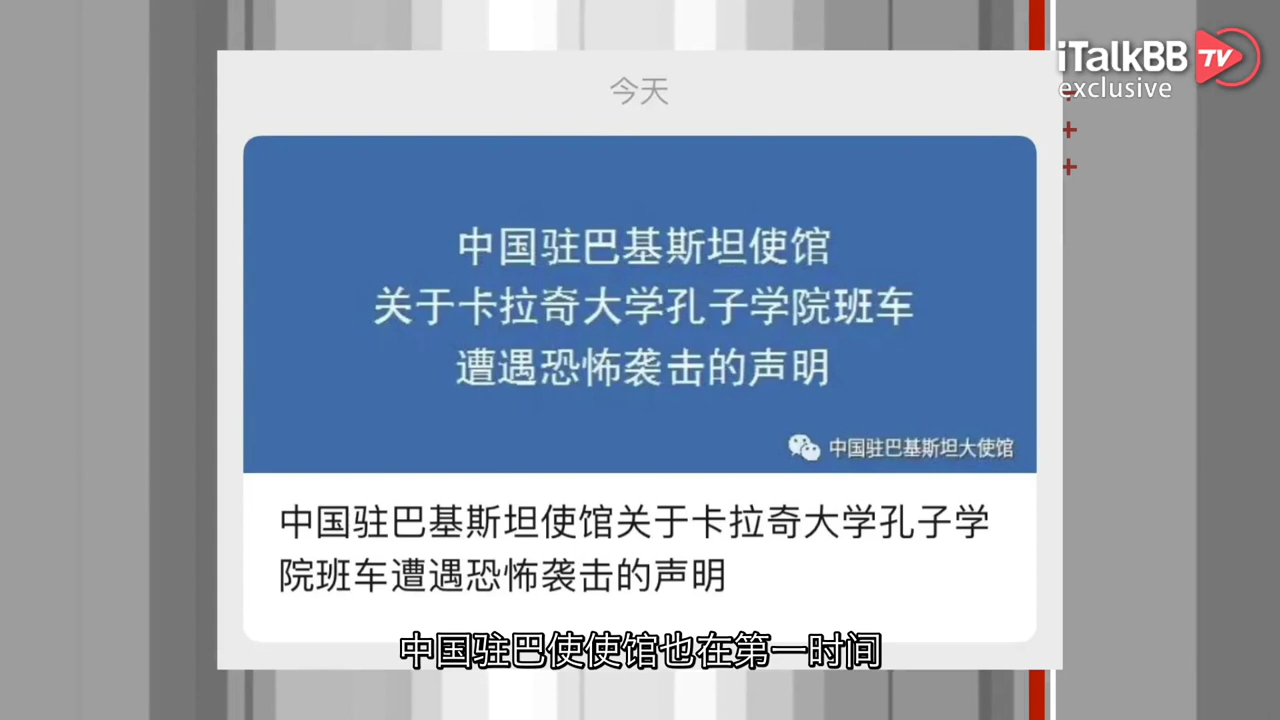 iTalkBB TV
exclusive
今天
中国驻巴基斯坦使馆
关于卡拉奇大学孔子学院班车
遭遇恐怖袭击的声明
中国驻巴基斯坦大使馆
中国驻巴基斯坦使馆关于卡拉奇大学孔子学
院班车遭遇恐怖袭击的声明
中国驻巴使使馆也在第一时间